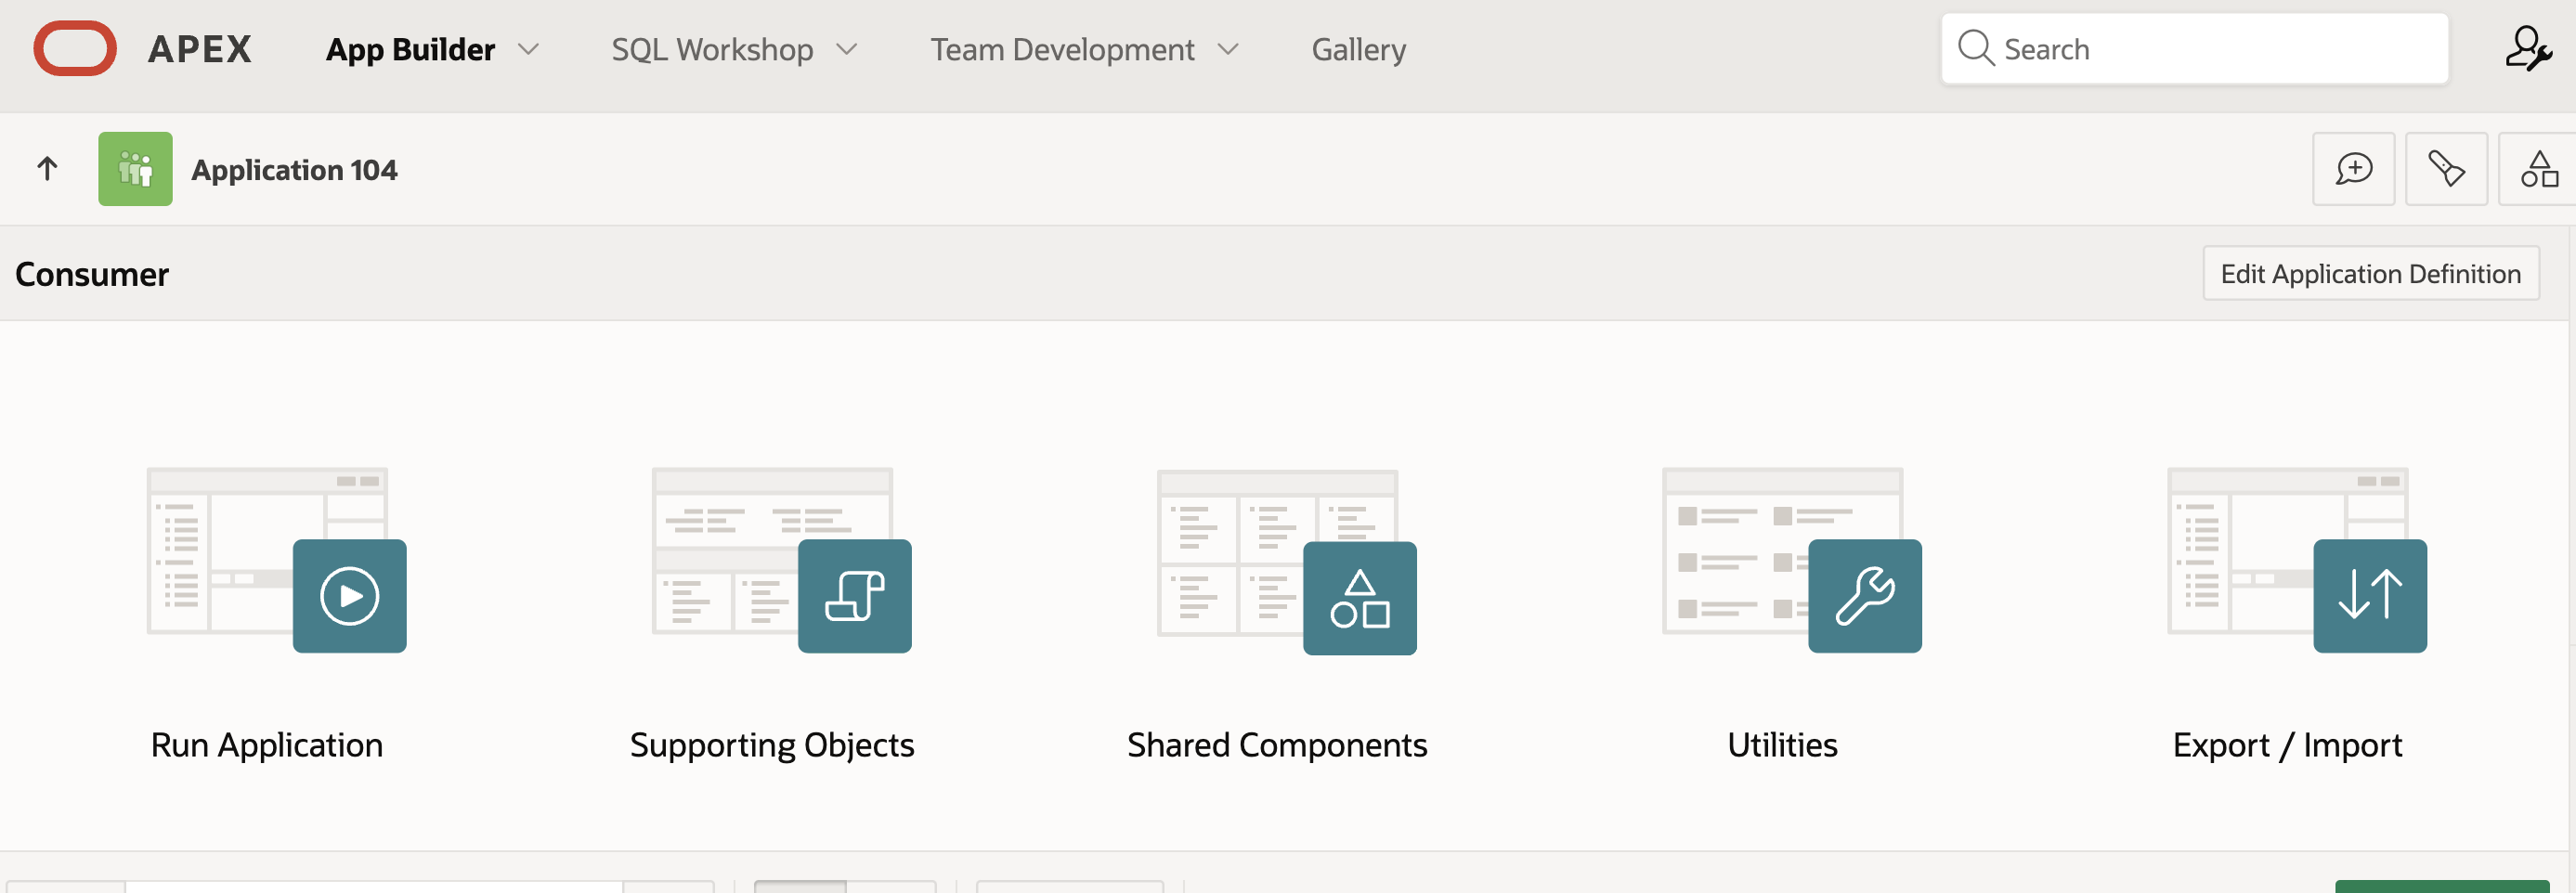 APEX App Builder SQL Workshop Team Development Gallery Search
Application 104
Consumer Edit Application Definition
Run Application Supporting Objects Shared Components Utilities Export / Import